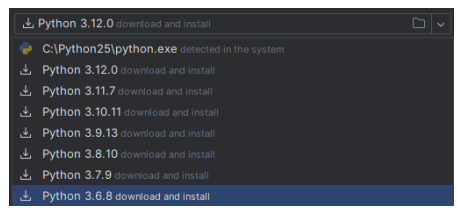 Python 3.12.0 download and install
C:\Python25\python.exe detected in the system
Python 3.12.0 download and install
Python 3.11.7 download and install
Python 3.10.11 download and install
Python 3.9.13 download and install
Python 3.8.10 download and install
Python 3.7.9 download and install
Python 3.6.8 download and install